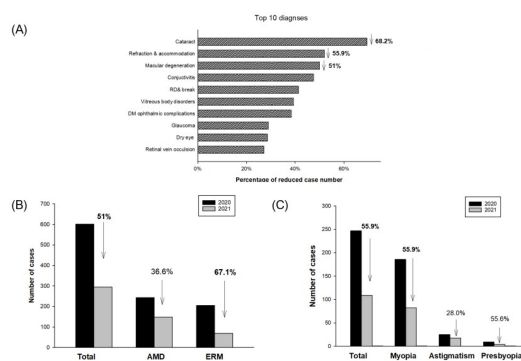 Top 10 diagnses
(A)
Cataract
68.2%
Refraction & accommodation
55.9%
Macular degeneration
51%
Conjuctivitis
RD& break
Vitreous body disorders
DM ophthalmic complications
Glaucoma
Dry eye
Retinal vein occulsion
0%
20%
40%
60%
Percentage of reduced case number
(B)
Number of cases
700
600
500
400
300
200
100
0
2020
2021
51%
36.6%
67.1%
Total
AMD
ERM
(C)
Number of cases
300
250
200
150
100
50
0
2020
2021
55.9%
55.9%
28.0%
55.6%
Total
Myopia
Astigmatism
Presbyopia